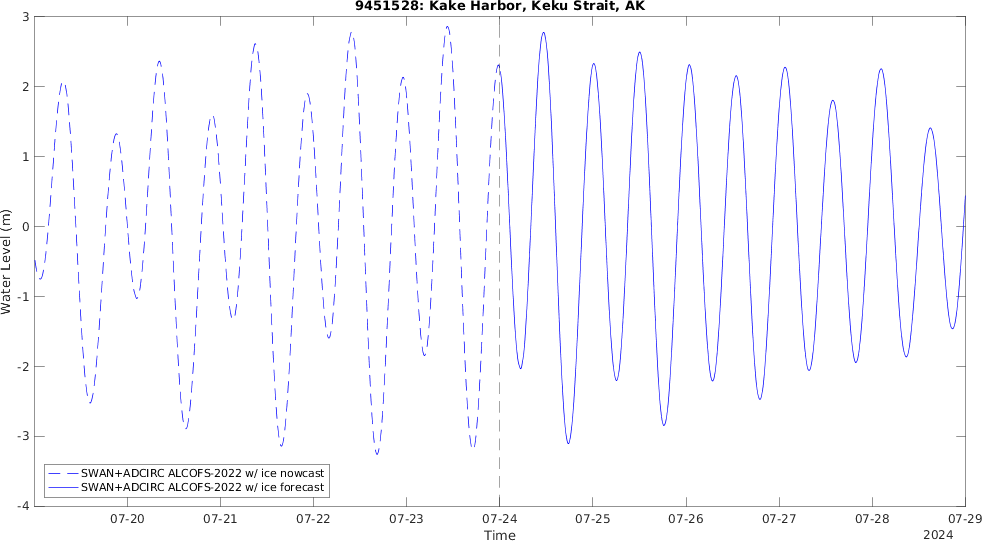 9451528: Kake Harbor, Keku Strait, AK
3
2
1
0
-1
-2
-3
-4
Water Level (m)
SWAN+ADCIRC ALCOFS-2022 w/ ice nowcast
SWAN+ADCIRC ALCOFS-2022 w/ ice forecast
07-20 07-21 07-22 07-23 07-24 07-25 07-26 07-27 07-28 07-29
Time
2024